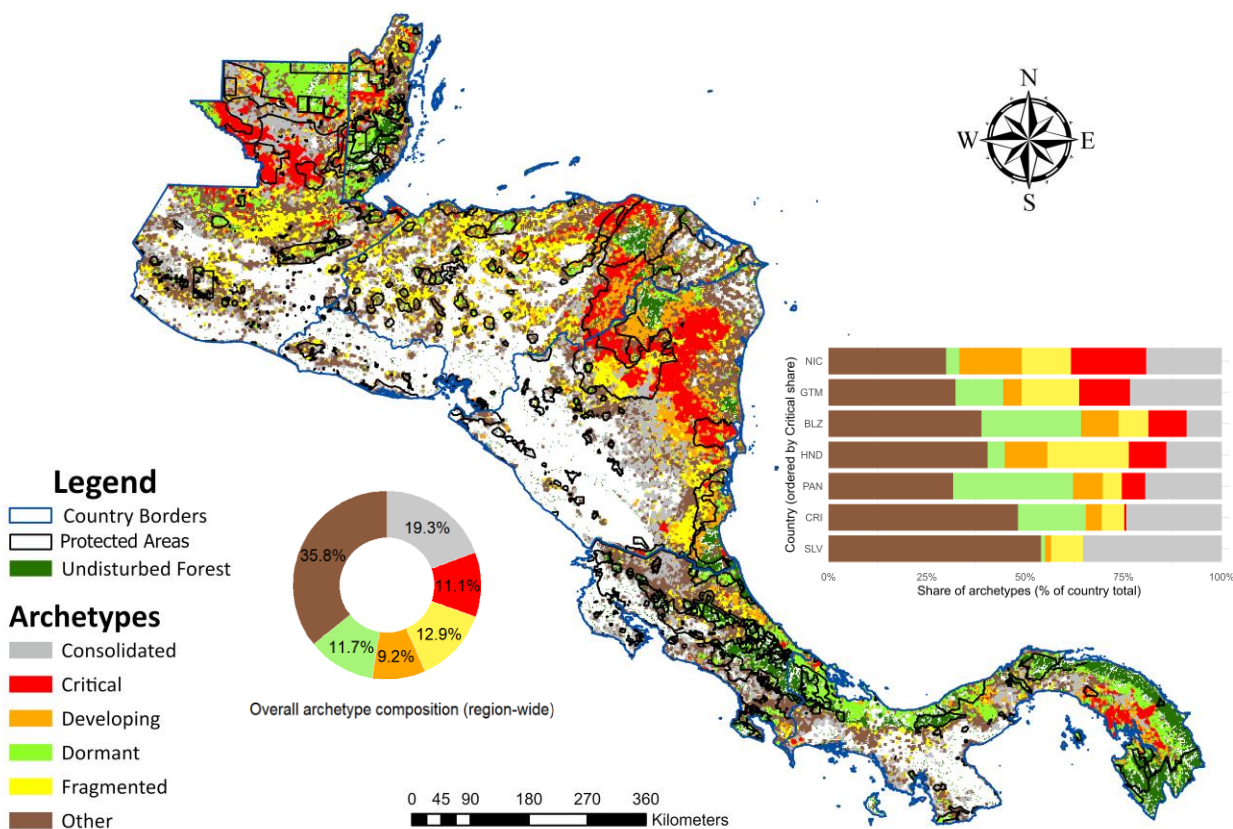 N
W
E
S
Country (ordered by Critical share)
NIC
GTM
BLZ
HND
PAN
CRI
SLV
0%
25%
50%
75%
100%
Share of archetypes (% of country total)
Legend
Country Borders
Protected Areas
Undisturbed Forest
Archetypes
Consolidated
Critical
Developing
Dormant
Fragmented
Other
19.3%
11.1%
12.9%
9.2%
11.7%
35.8%
Overall archetype composition (region-wide)
0 45 90 180 270 360
Kilometers